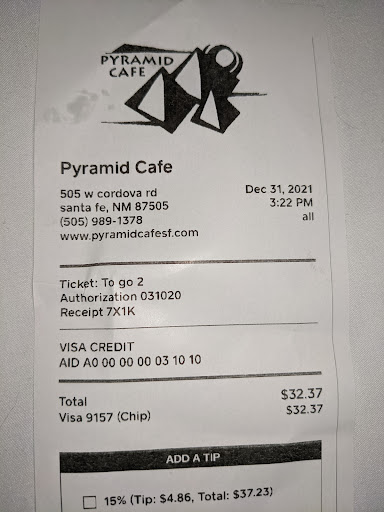 PYRAMID
CAFE
Pyramid Cafe
505 w cordova rd
Dec 31, 2021
santa fe, NM 87505
3:22 PM
(505) 989-1378
all
www.pyramidcafesf.com
Ticket: To go 2
Authorization 031020
Receipt 7X1K
VISA CREDIT
AID A0 00 00 00 03 10 10
Total $32.37
Visa 9157 (Chip) $32.37
ADD A TIP
15% (Tip: $4.86, Total: $37.23)